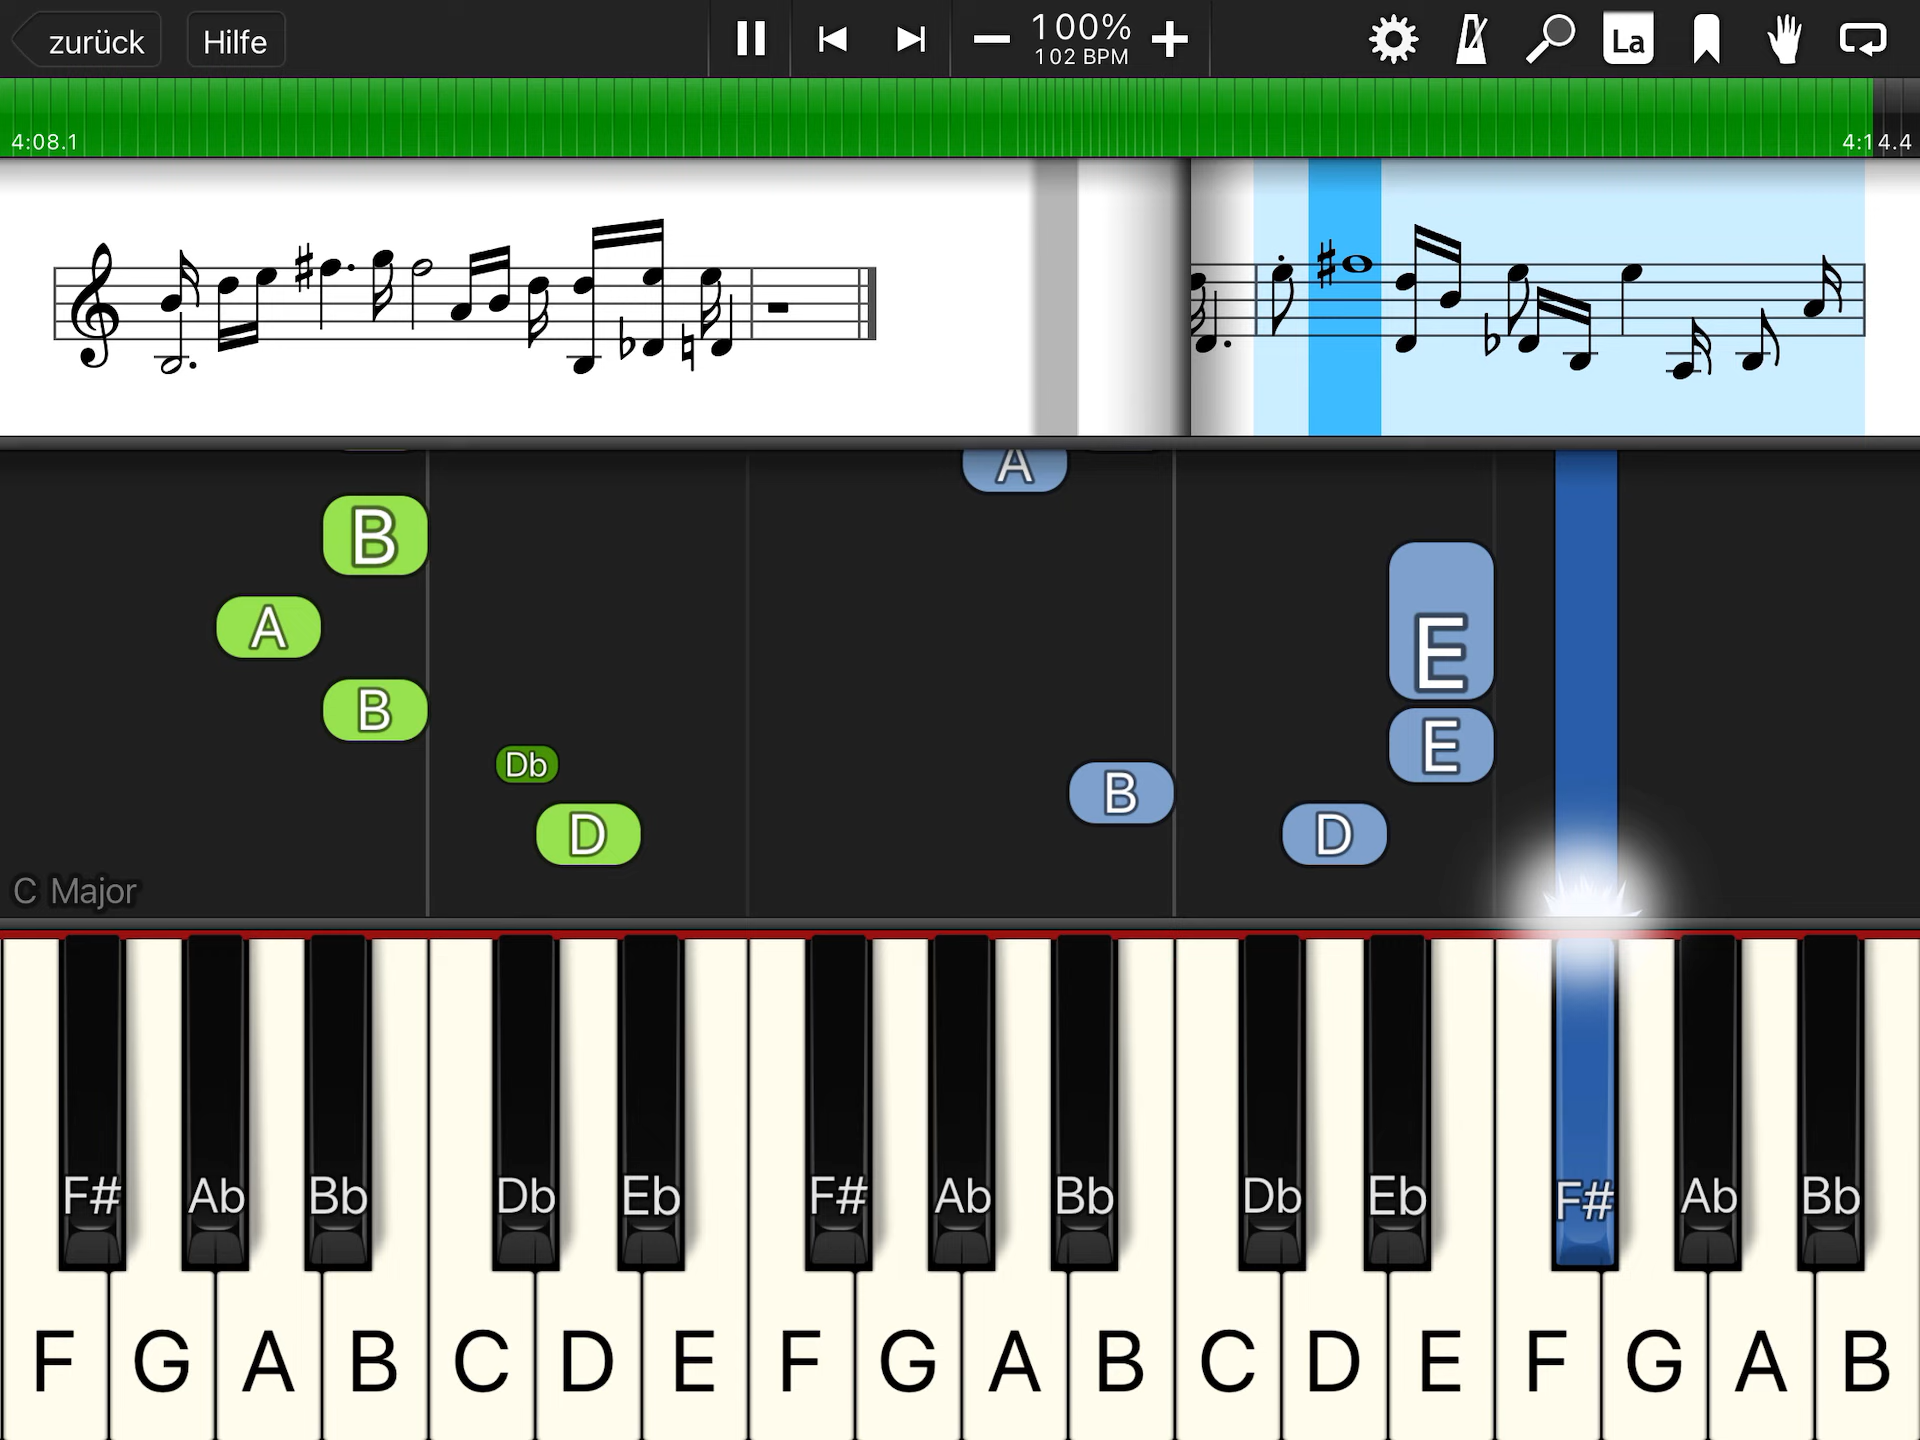 zurück
Hilfe
100%
102 BPM
La
4:08.1
4:14.4
A
B
E
A
B
E
Db
B
D
D
C Major
F# Ab Bb Db Eb F# Ab Bb Db Eb F# Ab Bb
F G A B C D E F G A B C D E F G A B